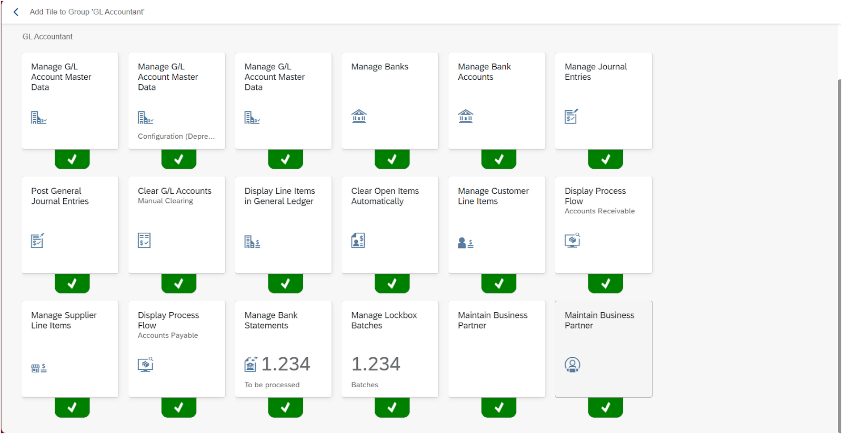 Add Tile to Group 'GL Accountant'
GL Accountant
Manage G/L
Account Master
Data
Manage G/L
Account Master
Data
Configuration (Depre...
Manage G/L
Account Master
Data
Manage Banks
Manage Bank
Accounts
Manage Journal
Entries
Post General
Journal Entries
Clear G/L Accounts
Manual Clearing
Display Line Items
in General Ledger
Clear Open Items
Automatically
Manage Customer
Line Items
Display Process
Flow
Accounts Receivable
Manage Supplier
Line Items
Display Process
Flow
Accounts Payable
Manage Bank
Statements
1.234
To be processed
Manage Lockbox
Batches
1.234
Batches
Maintain Business
Partner
Maintain Business
Partner